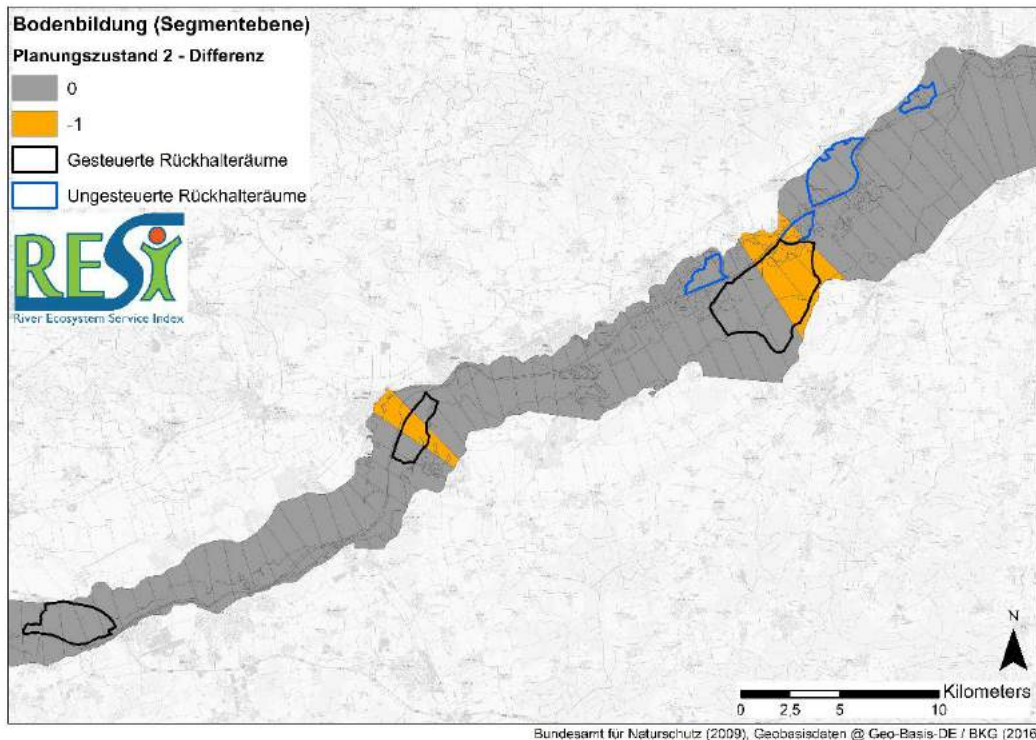 Bodenbildung (Segmentebene)
Planungszustand 2 - Differenz
0
-1
Gesteuerte Rückhalteräume
Ungesteuerte Rückhalteräume
RESI
River Ecosystem Service Index
N
Kilometers
0 2,5 5 10
Bundesamt für Naturschutz (2009), Geobasisdaten @ Geo-Basis-DE / BKG (2016